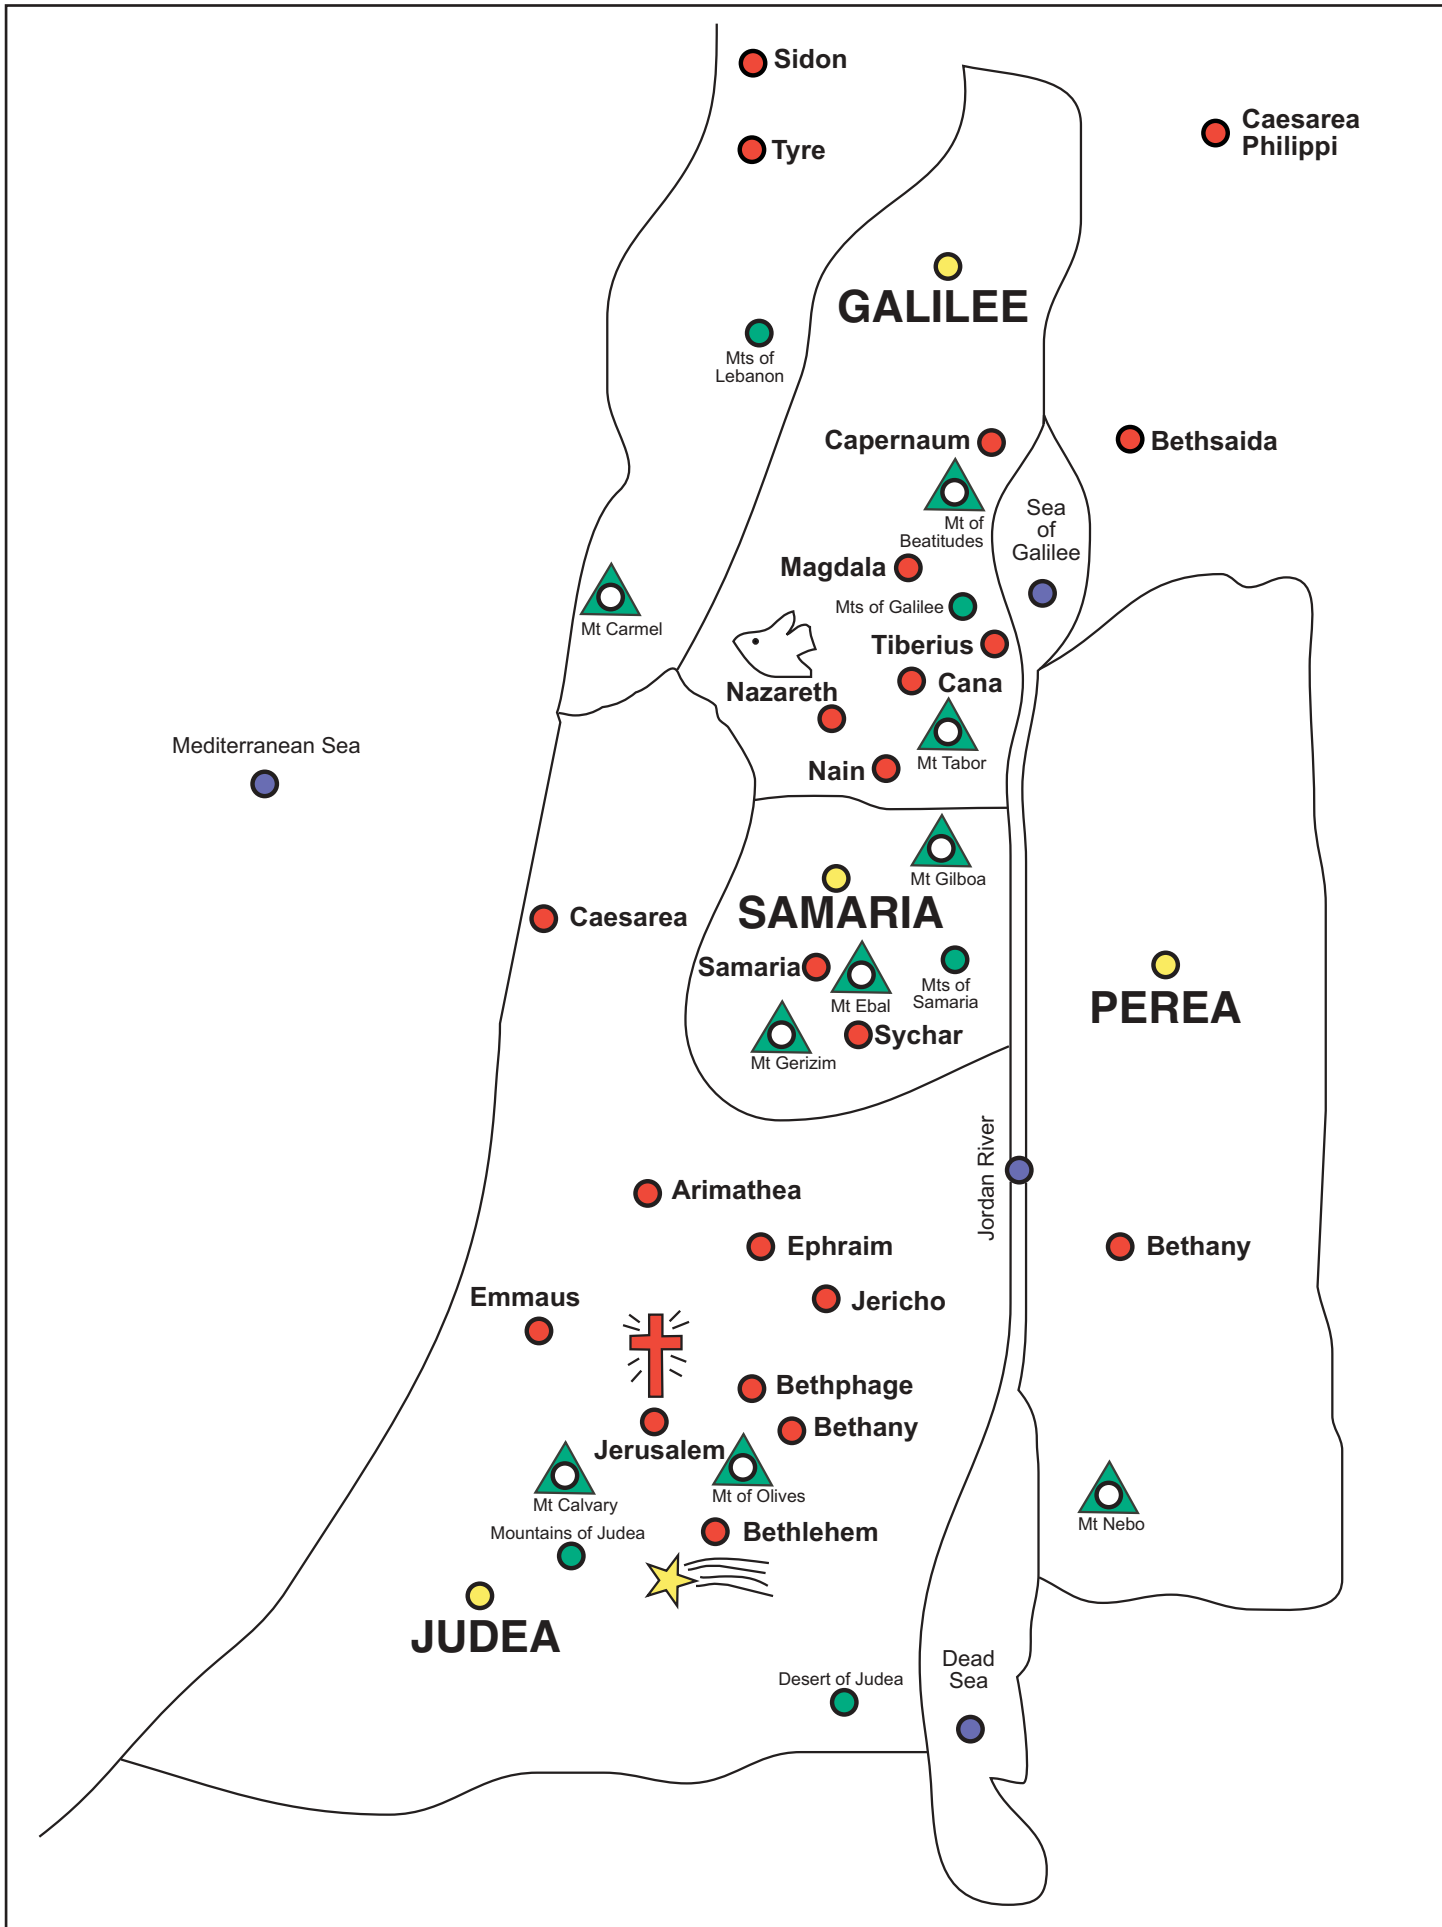 Sidon
Tyre
Caesarea
Philippi
GALILEE
Mts of
Lebanon
Capernaum
Bethsaida
Mt of
Beatitudes
Sea
of
Galilee
Magdala
Mts of Galilee
Mt Carmel
Tiberius
Cana
Nazareth
Mt Tabor
Nain
Mediterranean Sea
Mt Gilboa
SAMARIA
Caesarea
Samaria
Mt Ebal
Mts of
Samaria
PEREA
Sychar
Mt Gerizim
Jordan River
Arimathea
Ephraim
Bethany
Emmaus
Jericho
Bethphage
Bethany
Jerusalem
Mt Calvary
Mt of Olives
Mt Nebo
Mountains of Judea
Bethlehem
JUDEA
Desert of Judea
Dead
Sea